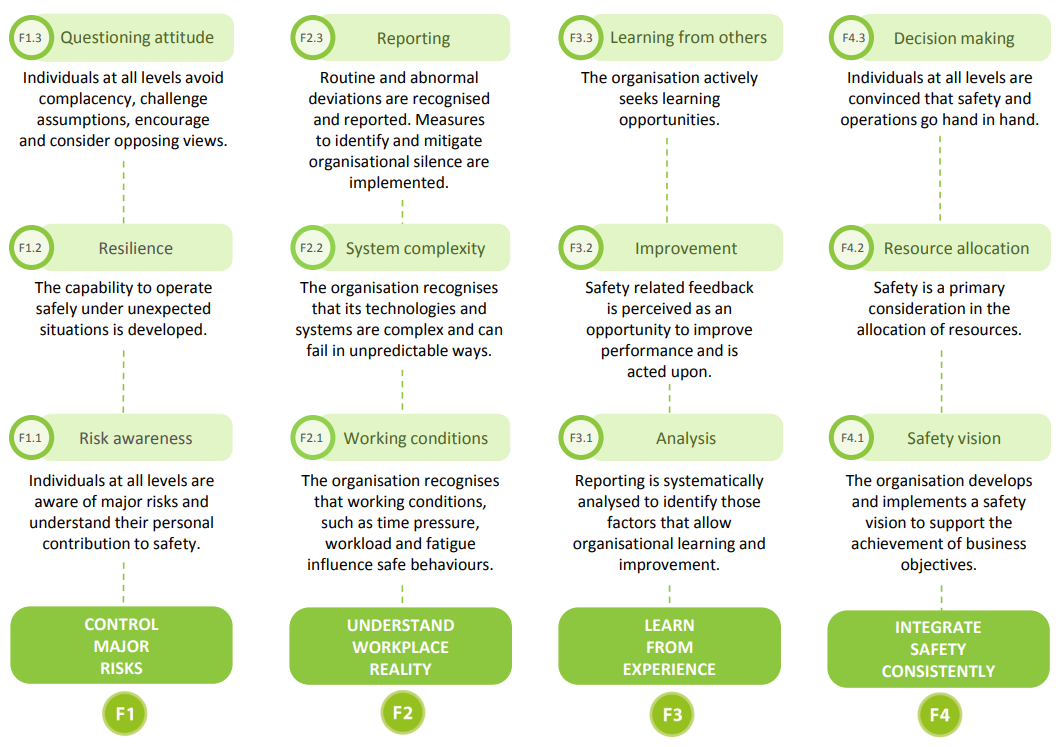 F1.3 Questioning attitude
Individuals at all levels avoid
complacency, challenge
assumptions, encourage
and consider opposing views.
F1.2 Resilience
The capability to operate
safely under unexpected
situations is developed.
F1.1 Risk awareness
Individuals at all levels are
aware of major risks and
understand their personal
contribution to safety.
CONTROL
MAJOR
RISKS
F1
F2.3 Reporting
Routine and abnormal
deviations are recognised
and reported. Measures
to identify and mitigate
organisational silence are
implemented.
F2.2 System complexity
The organisation recognises
that its technologies and
systems are complex and can
fail in unpredictable ways.
F2.1 Working conditions
The organisation recognises
that working conditions,
such as time pressure,
workload and fatigue
influence safe behaviours.
UNDERSTAND
WORKPLACE
REALITY
F2
F3.3 Learning from others
The organisation actively
seeks learning
opportunities.
F3.2 Improvement
Safety related feedback
is perceived as an
opportunity to improve
performance and is
acted upon.
F3.1 Analysis
Reporting is systematically
analysed to identify those
factors that allow
organisational learning and
improvement.
LEARN
FROM
EXPERIENCE
F3
F4.3 Decision making
Individuals at all levels are
convinced that safety and
operations go hand in hand.
F4.2 Resource allocation
Safety is a primary
consideration in the
allocation of resources.
F4.1 Safety vision
The organisation develops
and implements a safety
vision to support the
achievement of business
objectives.
INTEGRATE
SAFETY
CONSISTENTLY
F4